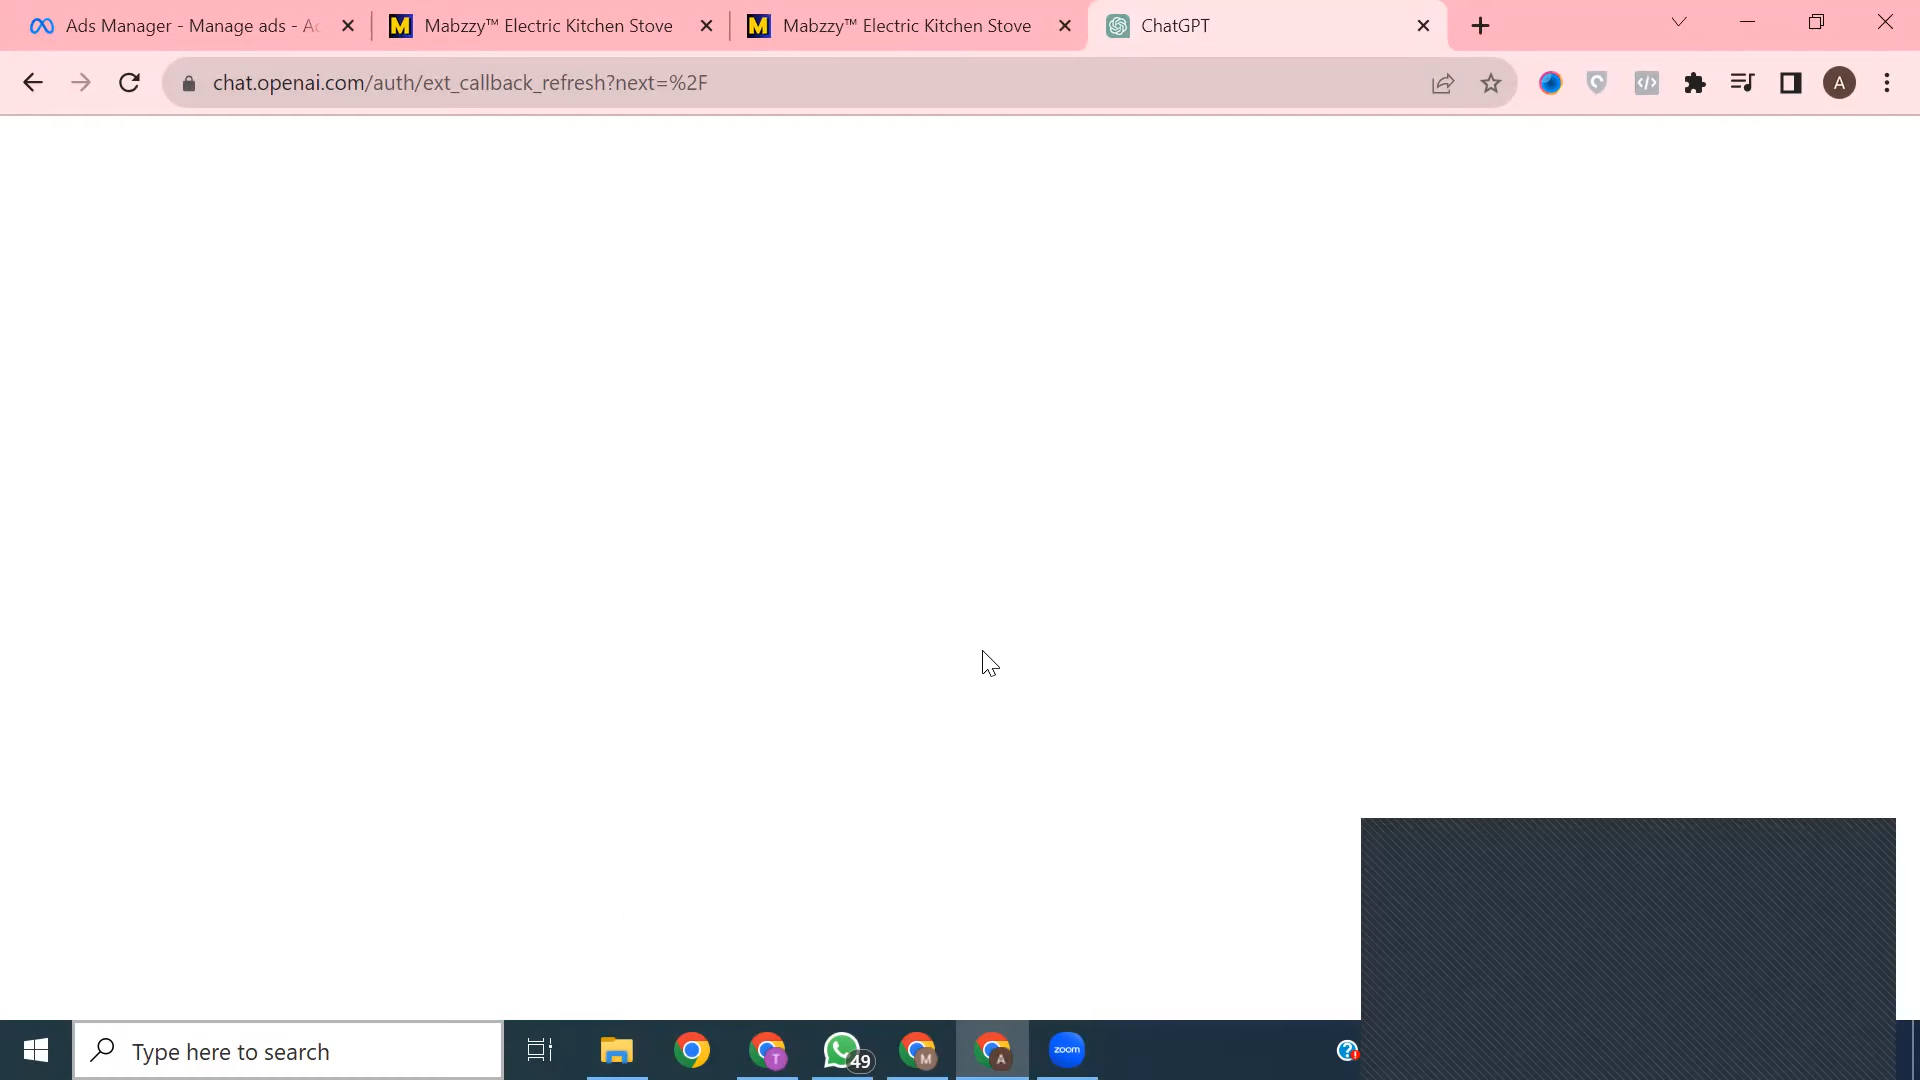 Ads Manager - Manage ads - Ac
Mabzzy™ Electric Kitchen Stove
Mabzzy™ Electric Kitchen Stove
ChatGPT
chat.openai.com/auth/ext_callback_refresh?next=%2F
A
Type here to search
T
49
M
A
zoom